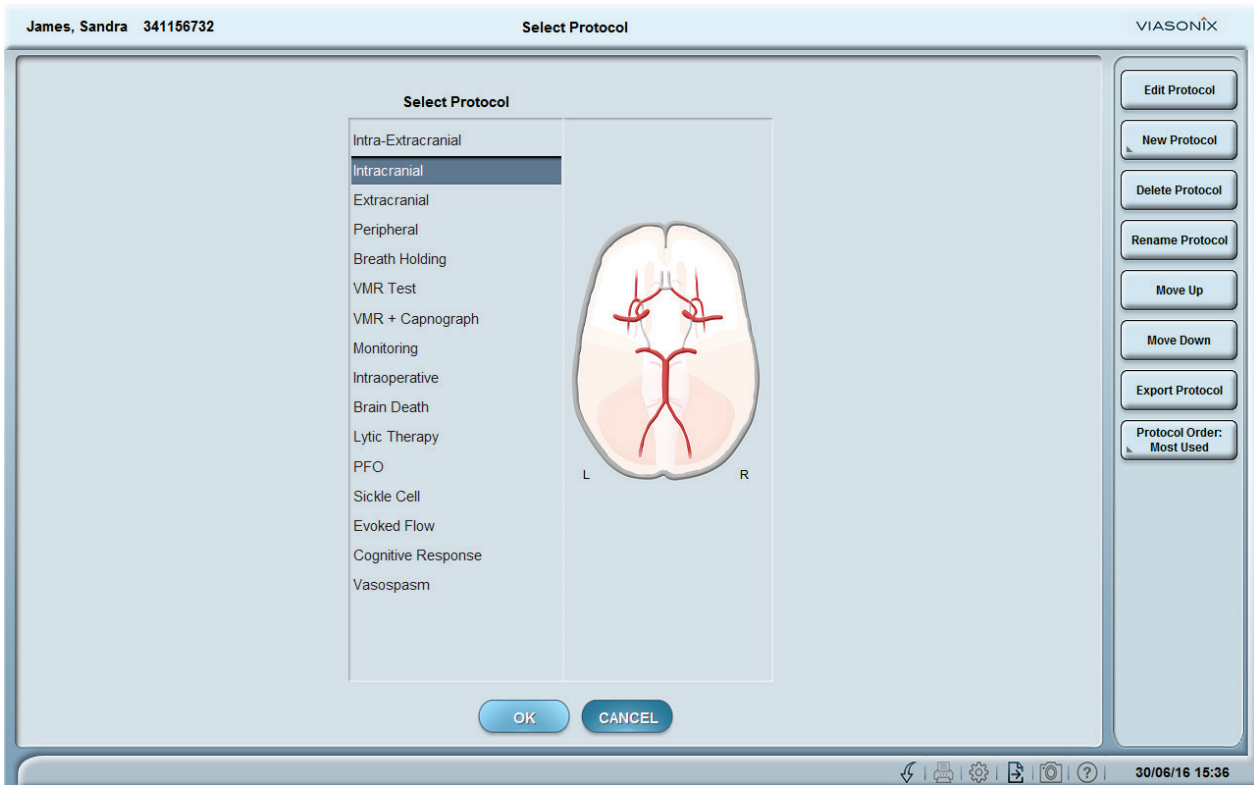 James, Sandra 341156732
Select Protocol
VIASONIX
Select Protocol
Intra-Extracranial
Intracranial
Extracranial
Peripheral
Breath Holding
VMR Test
VMR + Capnograph
Monitoring
Intraoperative
Brain Death
Lytic Therapy
PFO
Sickle Cell
Evoked Flow
Cognitive Response
Vasospasm
L
R
OK
CANCEL
Edit Protocol
New Protocol
Delete Protocol
Rename Protocol
Move Up
Move Down
Export Protocol
Protocol Order:
Most Used
?
30/06/16 15:36